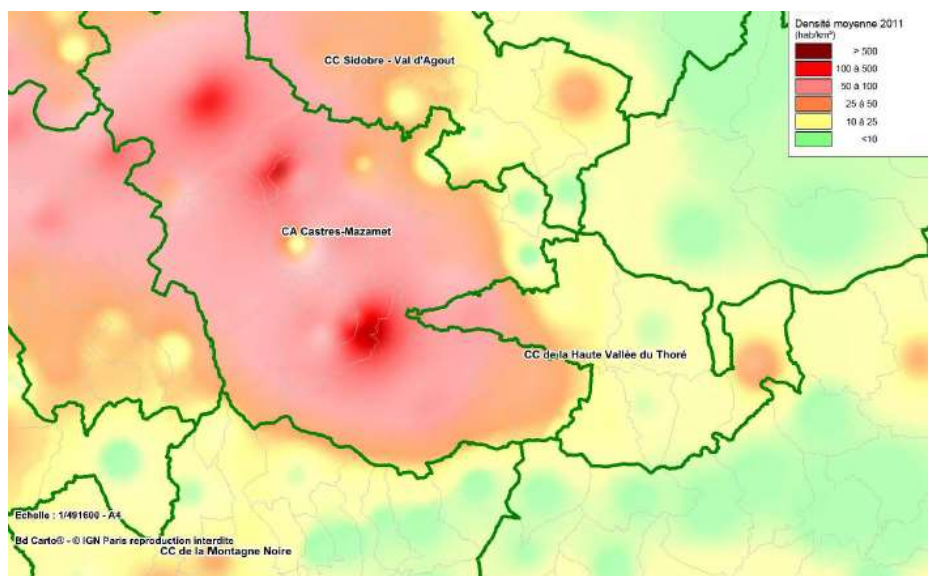 Densité moyenne 2011
(hab/km²)
> 500
100 à 500
50 à 100
25 à 50
10 à 25
<10
CC Sidobre - Val d'Agout
CA Castres-Mazamet
CC de la Haute Vallée du Thoré
Echelle : 1/491600 - A4
Bd Carto® - © IGN Paris reproduction interdite
CC de la Montagne Noire